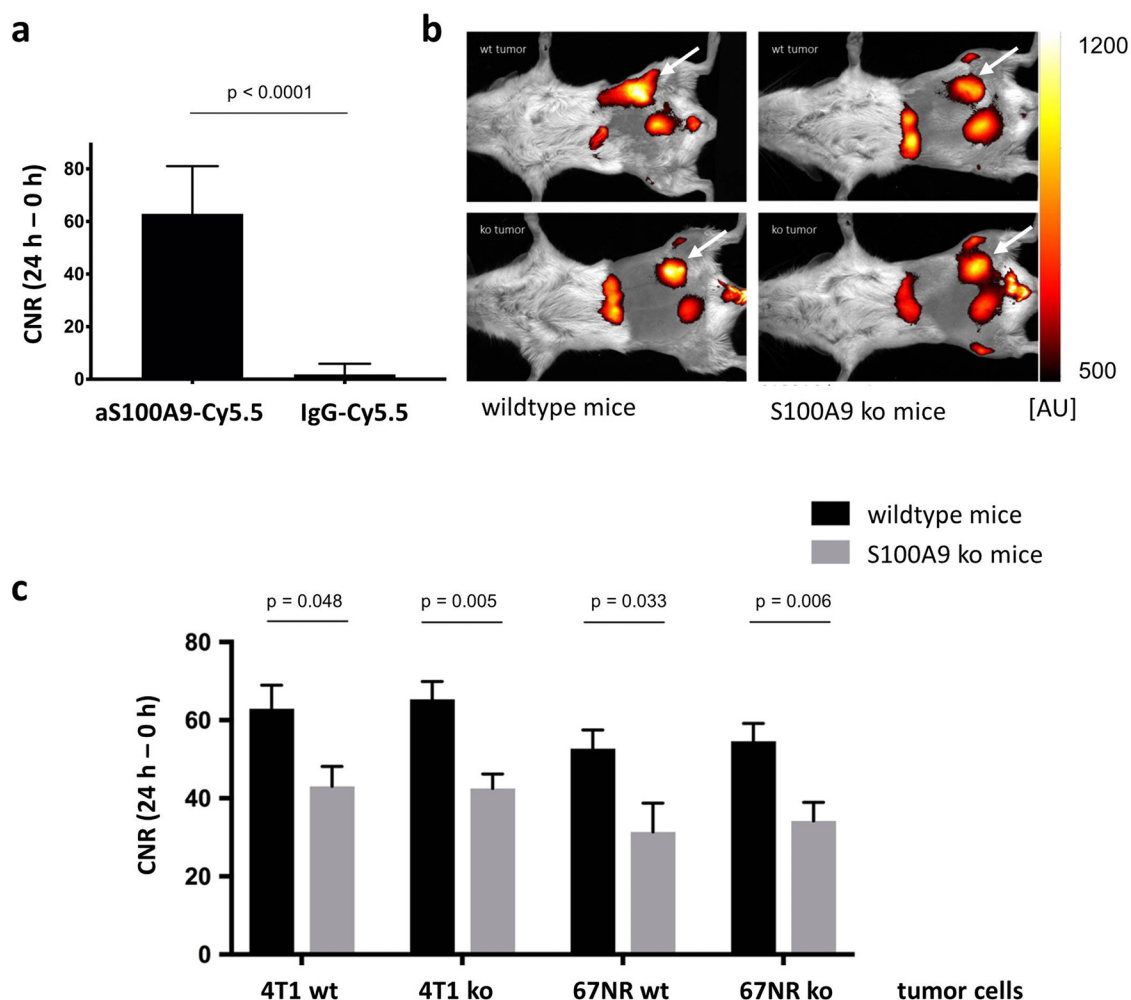 a
p < 0.0001
CNR (24 h – 0 h)
80
60
40
20
0
aS100A9-Cy5.5
IgG-Cy5.5
b
wt tumor
wt tumor
ko tumor
ko tumor
1200
500
wildtype mice
S100A9 ko mice
[AU]
wildtype mice
S100A9 ko mice
c
p = 0.048
p = 0.005
p = 0.033
p = 0.006
CNR (24 h – 0 h)
80
60
40
20
0
4T1 wt
4T1 ko
67NR wt
67NR ko
tumor cells